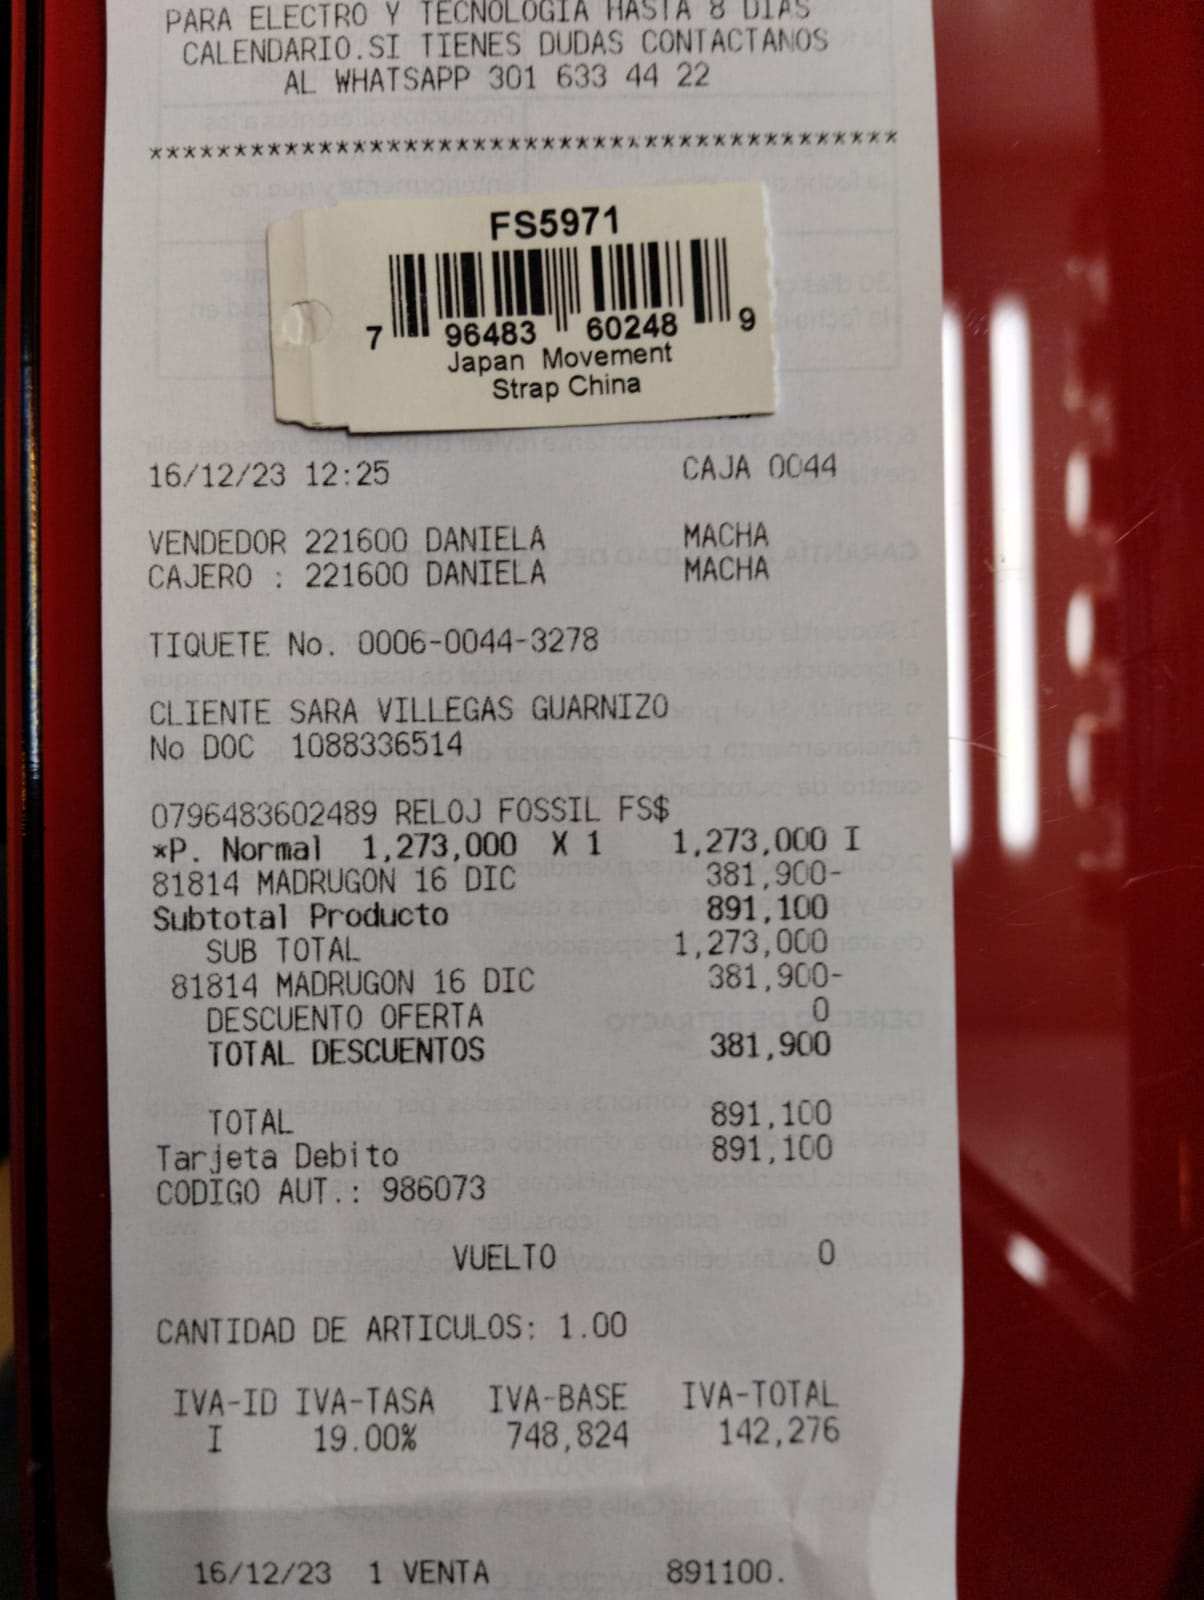 PARA ELECTRO Y TECNOLOGIA HASTA 8 DIAS
CALENDARIO.SI TIENES DUDAS CONTACTANOS
AL WHATSAPP 301 633 44 22
********************************************
FS5971
7 96483 60248 9
Japan Movement
Strap China
16/12/23 12:25 CAJA 0044
VENDEDOR 221600 DANIELA MACHA
CAJERO : 221600 DANIELA MACHA
TIQUETE No. 0006-0044-3278
CLIENTE SARA VILLEGAS GUARNIZO
No DOC 1088336514
0796483602489 RELOJ FOSSIL FS$
*P. Normal 1,273,000 X 1 1,273,000 I
81814 MADRUGON 16 DIC 381,900-
Subtotal Producto 891,100
SUB TOTAL 1,273,000
81814 MADRUGON 16 DIC 381,900-
DESCUENTO OFERTA 0
TOTAL DESCUENTOS 381,900
TOTAL 891,100
Tarjeta Debito 891,100
CODIGO AUT.: 986073
VUELTO 0
CANTIDAD DE ARTICULOS: 1.00
IVA-ID IVA-TASA IVA-BASE IVA-TOTAL
I 19.00% 748,824 142,276
16/12/23 1 VENTA 891100.